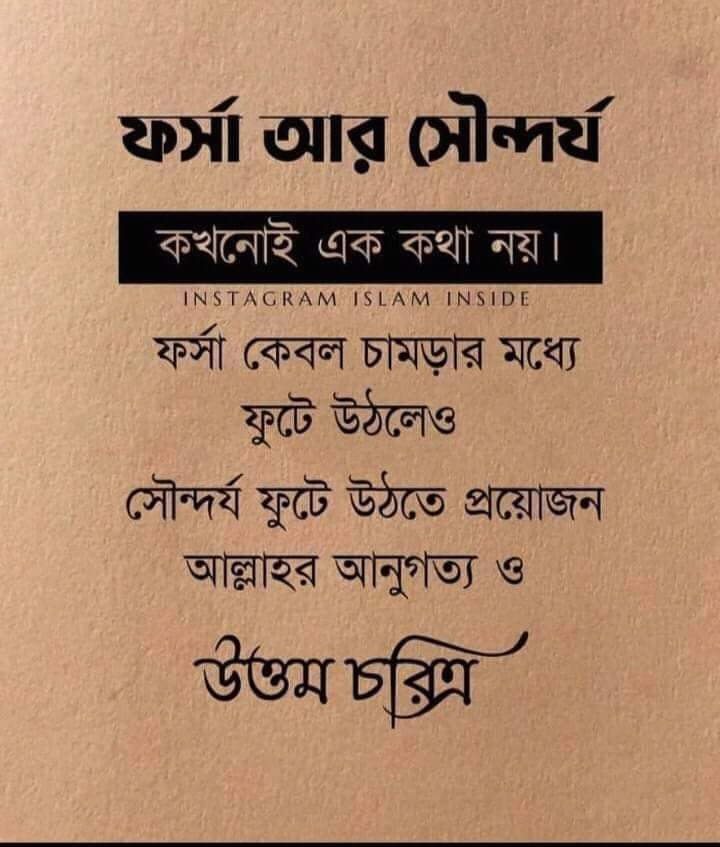 ফর্সা আর সৌন্দর্য
কখনোই এক কথা নয়।
INSTAGRAM ISLAM INSIDE
ফর্সা কেবল চামড়ার মধ্যে
ফুটে উঠলেও
সৌন্দর্য ফুটে উঠতে প্রয়োজন
আল্লাহর আনুগত্য ও
উত্তম চরিত্র